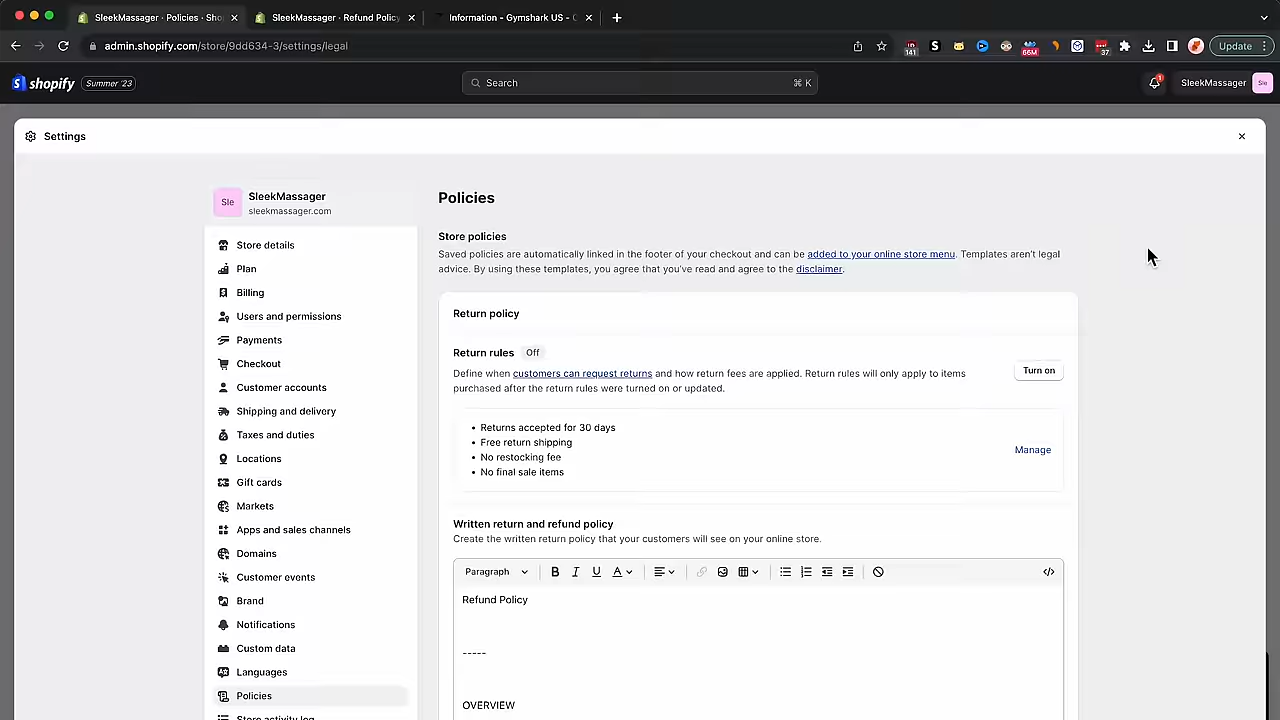 SleekMassager - Policies - Sho
SleekMassager · Refund Policy
Information - Gymshark US - C
admin.shopify.com/store/9dd634-3/settings/legal
141
S
66M
37
Update
shopify
Summer '23
Search
⌘ K
1
SleekMassager
Sle
Settings
Sle
SleekMassager
sleekmassager.com
Store details
Plan
Billing
Users and permissions
Payments
Checkout
Customer accounts
Shipping and delivery
Taxes and duties
Locations
Gift cards
Markets
Apps and sales channels
Domains
Customer events
Brand
Notifications
Custom data
Languages
Policies
Store activity log
Policies
Store policies
Saved policies are automatically linked in the footer of your checkout and can be added to your online store menu. Templates aren't legal
advice. By using these templates, you agree that you've read and agree to the disclaimer.
Return policy
Return rules Off
Define when customers can request returns and how return fees are applied. Return rules will only apply to items
purchased after the return rules were turned on or updated.
Turn on
• Returns accepted for 30 days
• Free return shipping
• No restocking fee
• No final sale items
Manage
Written return and refund policy
Create the written return policy that your customers will see on your online store.
Paragraph B I U A </>
Refund Policy
-----
OVERVIEW